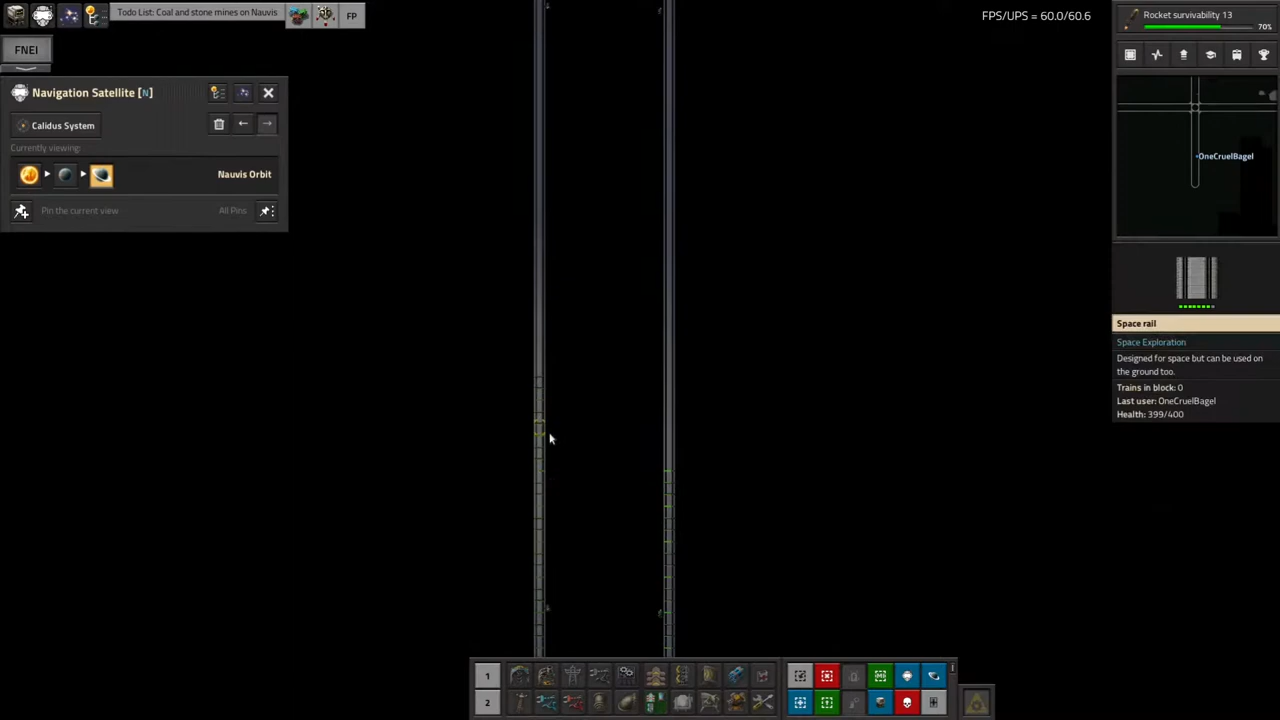 Todo List: Coal and stone mines on Nauvis
FP
FPS/UPS = 60.0/60.6
Rocket survivability 13
70%
FNEI
Navigation Satellite [N]
Calidus System
Currently viewing:
Nauvis Orbit
Pin the current view
All Pins
OneCruelBagel
Space rail
Space Exploration
Designed for space but can be used
on the ground too.
Trains in block: 0
Last user: OneCruelBagel
Health: 399/400
1
2